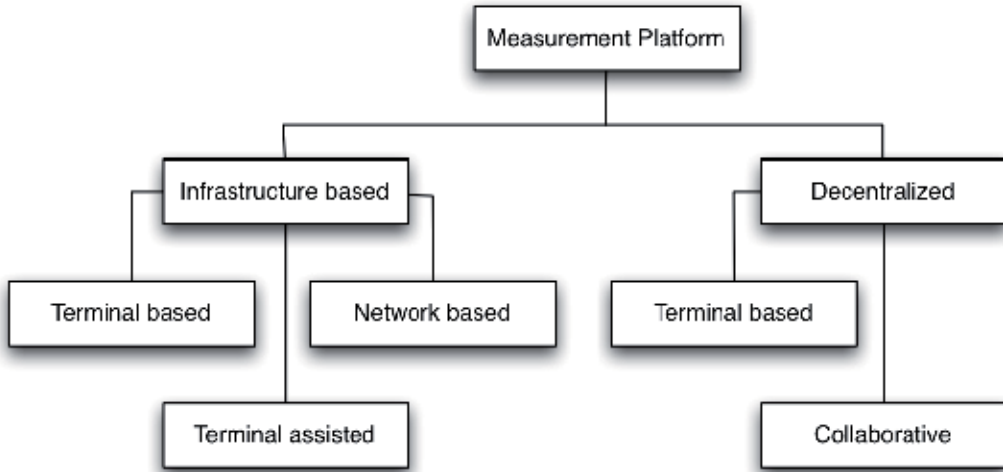 Measurement Platform
Infrastructure based
Decentralized
Terminal based
Network based
Terminal based
Terminal assisted
Collaborative